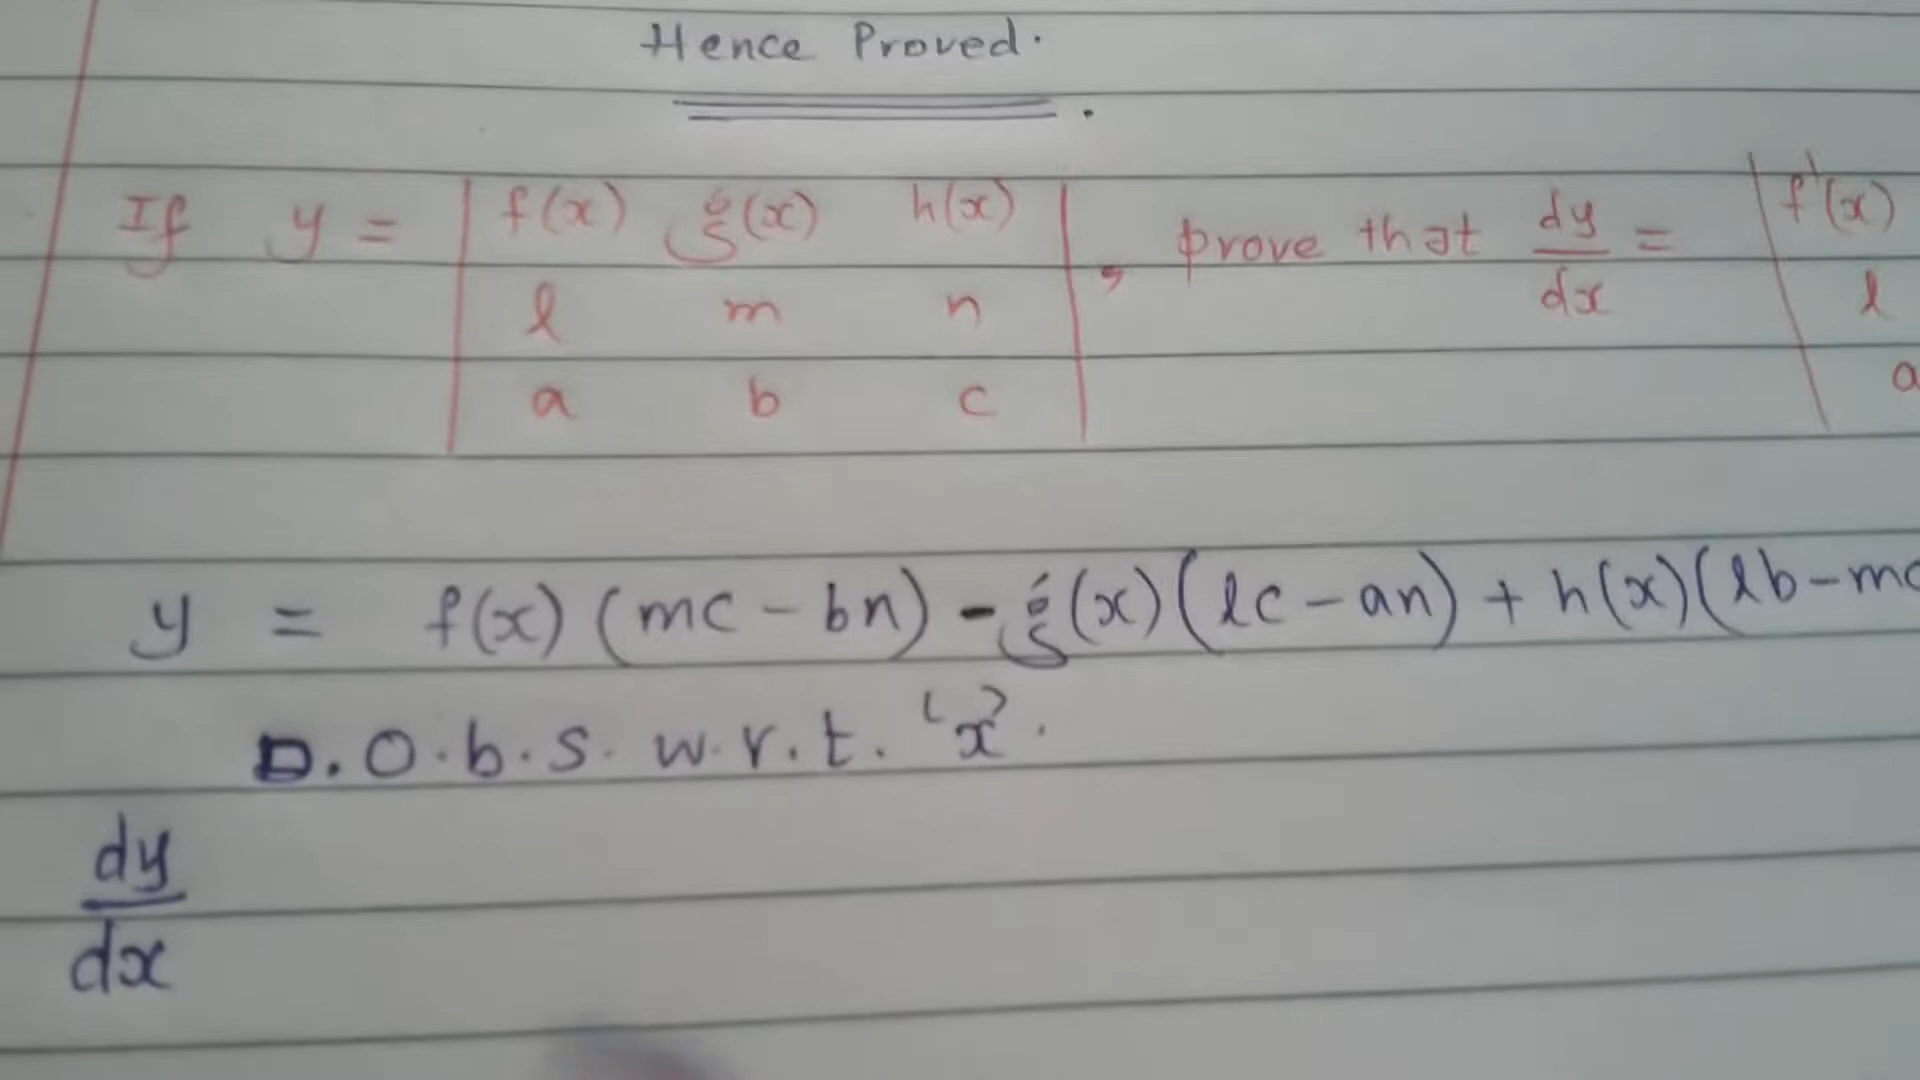 Hence Proved.
If y = | f(x) g(x) h(x) | , prove that dy/dx = | f'(x)
l m n l
a b c a
y = f(x) (mc - bn) - g(x) (lc - an) + h(x) (lb - m
D.O.b.s. w.r.t. 'x'.
dy/dx